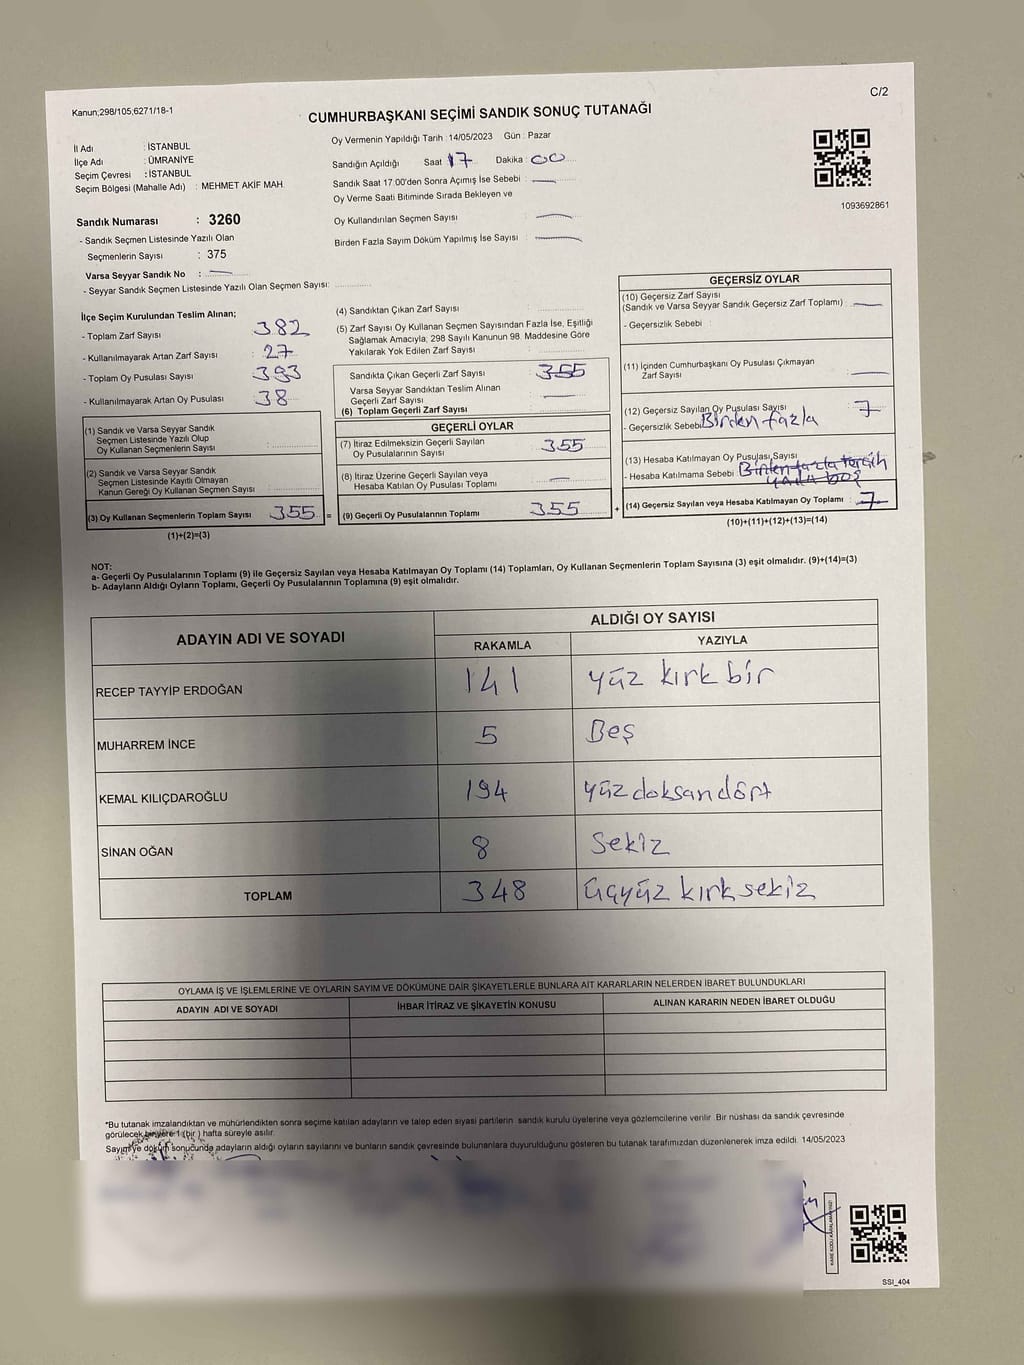 Kanun;298/105,6271/18-1
C/2
CUMHURBAŞKANI SEÇİMİ SANDIK SONUÇ TUTANAĞI
İl Adı : İSTANBUL
İlçe Adı : ÜMRANİYE
Seçim Çevresi : İSTANBUL
Seçim Bölgesi (Mahalle Adı) : MEHMET AKİF MAH.
Oy Vermenin Yapıldığı Tarih : 14/05/2023 Gün : Pazar
Sandığın Açıldığı Saat : 17 Dakika : 00
Sandık Saat 17:00'den Sonra Açımış İse Sebebi : —
Oy Verme Saati Bitiminde Sırada Bekleyen ve
Oy Kullandırılan Seçmen Sayısı : —
Birden Fazla Sayım Döküm Yapılmış İse Sayısı : —
1093692861
Sandık Numarası : 3260
- Sandık Seçmen Listesinde Yazılı Olan
Seçmenlerin Sayısı : 375
Varsa Seyyar Sandık No : —
- Seyyar Sandık Seçmen Listesinde Yazılı Olan Seçmen Sayısı:
İlçe Seçim Kurulundan Teslim Alınan;
- Toplam Zarf Sayısı : 382
- Kullanılmayarak Artan Zarf Sayısı : 27
- Toplam Oy Pusulası Sayısı : 393
- Kullanılmayarak Artan Oy Pusulası : 38
(1) Sandık ve Varsa Seyyar Sandık
Seçmen Listesinde Yazılı Olup
Oy Kullanan Seçmenlerin Sayısı :
(2) Sandık ve Varsa Seyyar Sandık
Seçmen Listesinde Kayıtlı Olmayan
Kanun Gereği Oy Kullanan Seçmen Sayısı :
(3) Oy Kullanan Seçmenlerin Toplam Sayısı : 355 =
(1)+(2)=(3)
(4) Sandıktan Çıkan Zarf Sayısı :
(5) Zarf Sayısı Oy Kullanan Seçmen Sayısından Fazla İse, Eşitliği
Sağlamak Amacıyla; 298 Sayılı Kanunun 98. Maddesine Göre
Yakılarak Yok Edilen Zarf Sayısı :
Sandıkta Çıkan Geçerli Zarf Sayısı : 355
Varsa Seyyar Sandıktan Teslim Alınan
Geçerli Zarf Sayısı : —
(6) Toplam Geçerli Zarf Sayısı :
GEÇERLİ OYLAR
(7) İtiraz Edilmeksizin Geçerli Sayılan
Oy Pusulalarının Sayısı : 355
(8) İtiraz Üzerine Geçerli Sayılan veya
Hesaba Katılan Oy Pusulası Toplamı : —
(9) Geçerli Oy Pusulalarının Toplamı : 355 +
GEÇERSİZ OYLAR
(10) Geçersiz Zarf Sayısı
(Sandık ve Varsa Seyyar Sandık Geçersiz Zarf Toplamı) : —
- Geçersizlik Sebebi :
(11) İçinden Cumhurbaşkanı Oy Pusulası Çıkmayan
Zarf Sayısı : —
(12) Geçersiz Sayılan Oy Pusulası Sayısı : 7
- Geçersizlik Sebebi Birden fazla
(13) Hesaba Katılmayan Oy Pusulası Sayısı
- Hesaba Katılmama Sebebi : Birden fazla tercih
yada boş
(14) Geçersiz Sayılan veya Hesaba Katılmayan Oy Toplamı : 7
(10)+(11)+(12)+(13)=(14)
NOT:
a- Geçerli Oy Pusulalarının Toplamı (9) ile Geçersiz Sayılan veya Hesaba Katılmayan Oy Toplamı (14) Toplamları, Oy Kullanan Seçmenlerin Toplam Sayısına (3) eşit olmalıdır. (9)+(14)=(3)
b- Adayların Aldığı Oyların Toplamı, Geçerli Oy Pusulalarının Toplamına (9) eşit olmalıdır.
ADAYIN ADI VE SOYADI
ALDIĞI OY SAYISI
RAKAMLA YAZIYLA
RECEP TAYYİP ERDOĞAN 141 yüz kırk bir
MUHARREM İNCE 5 Beş
KEMAL KILIÇDAROĞLU 194 yüz doksan dört
SİNAN OĞAN 8 Sekiz
TOPLAM 348 üçyüz kırk sekiz
OYLAMA İŞ VE İŞLEMLERİNE VE OYLARIN SAYIM VE DÖKÜMÜNE DAİR ŞİKAYETLERLE BUNLARA AİT KARARLARIN NELERDEN İBARET BULUNDUKLARI
ADAYIN ADI VE SOYADI İHBAR İTİRAZ VE ŞİKAYETİN KONUSU ALINAN KARARIN NEDEN İBARET OLDUĞU
*Bu tutanak imzalandıktan ve mühürlendikten sonra seçime katılan adayların ve talep eden siyasi partilerin sandık kurulu üyelerine veya gözlemcilerine verilir. Bir nüshası da sandık çevresinde
görülecek bir yere 1 (bir) hafta süreyle asılır.
Sayım ve döküm sonucunda adayların aldığı oyların sayılarını ve bunların sandık çevresinde bulunanlara duyurulduğunu gösteren bu tutanak tarafımızdan düzenlenerek imza edildi. 14/05/2023
SSI_404